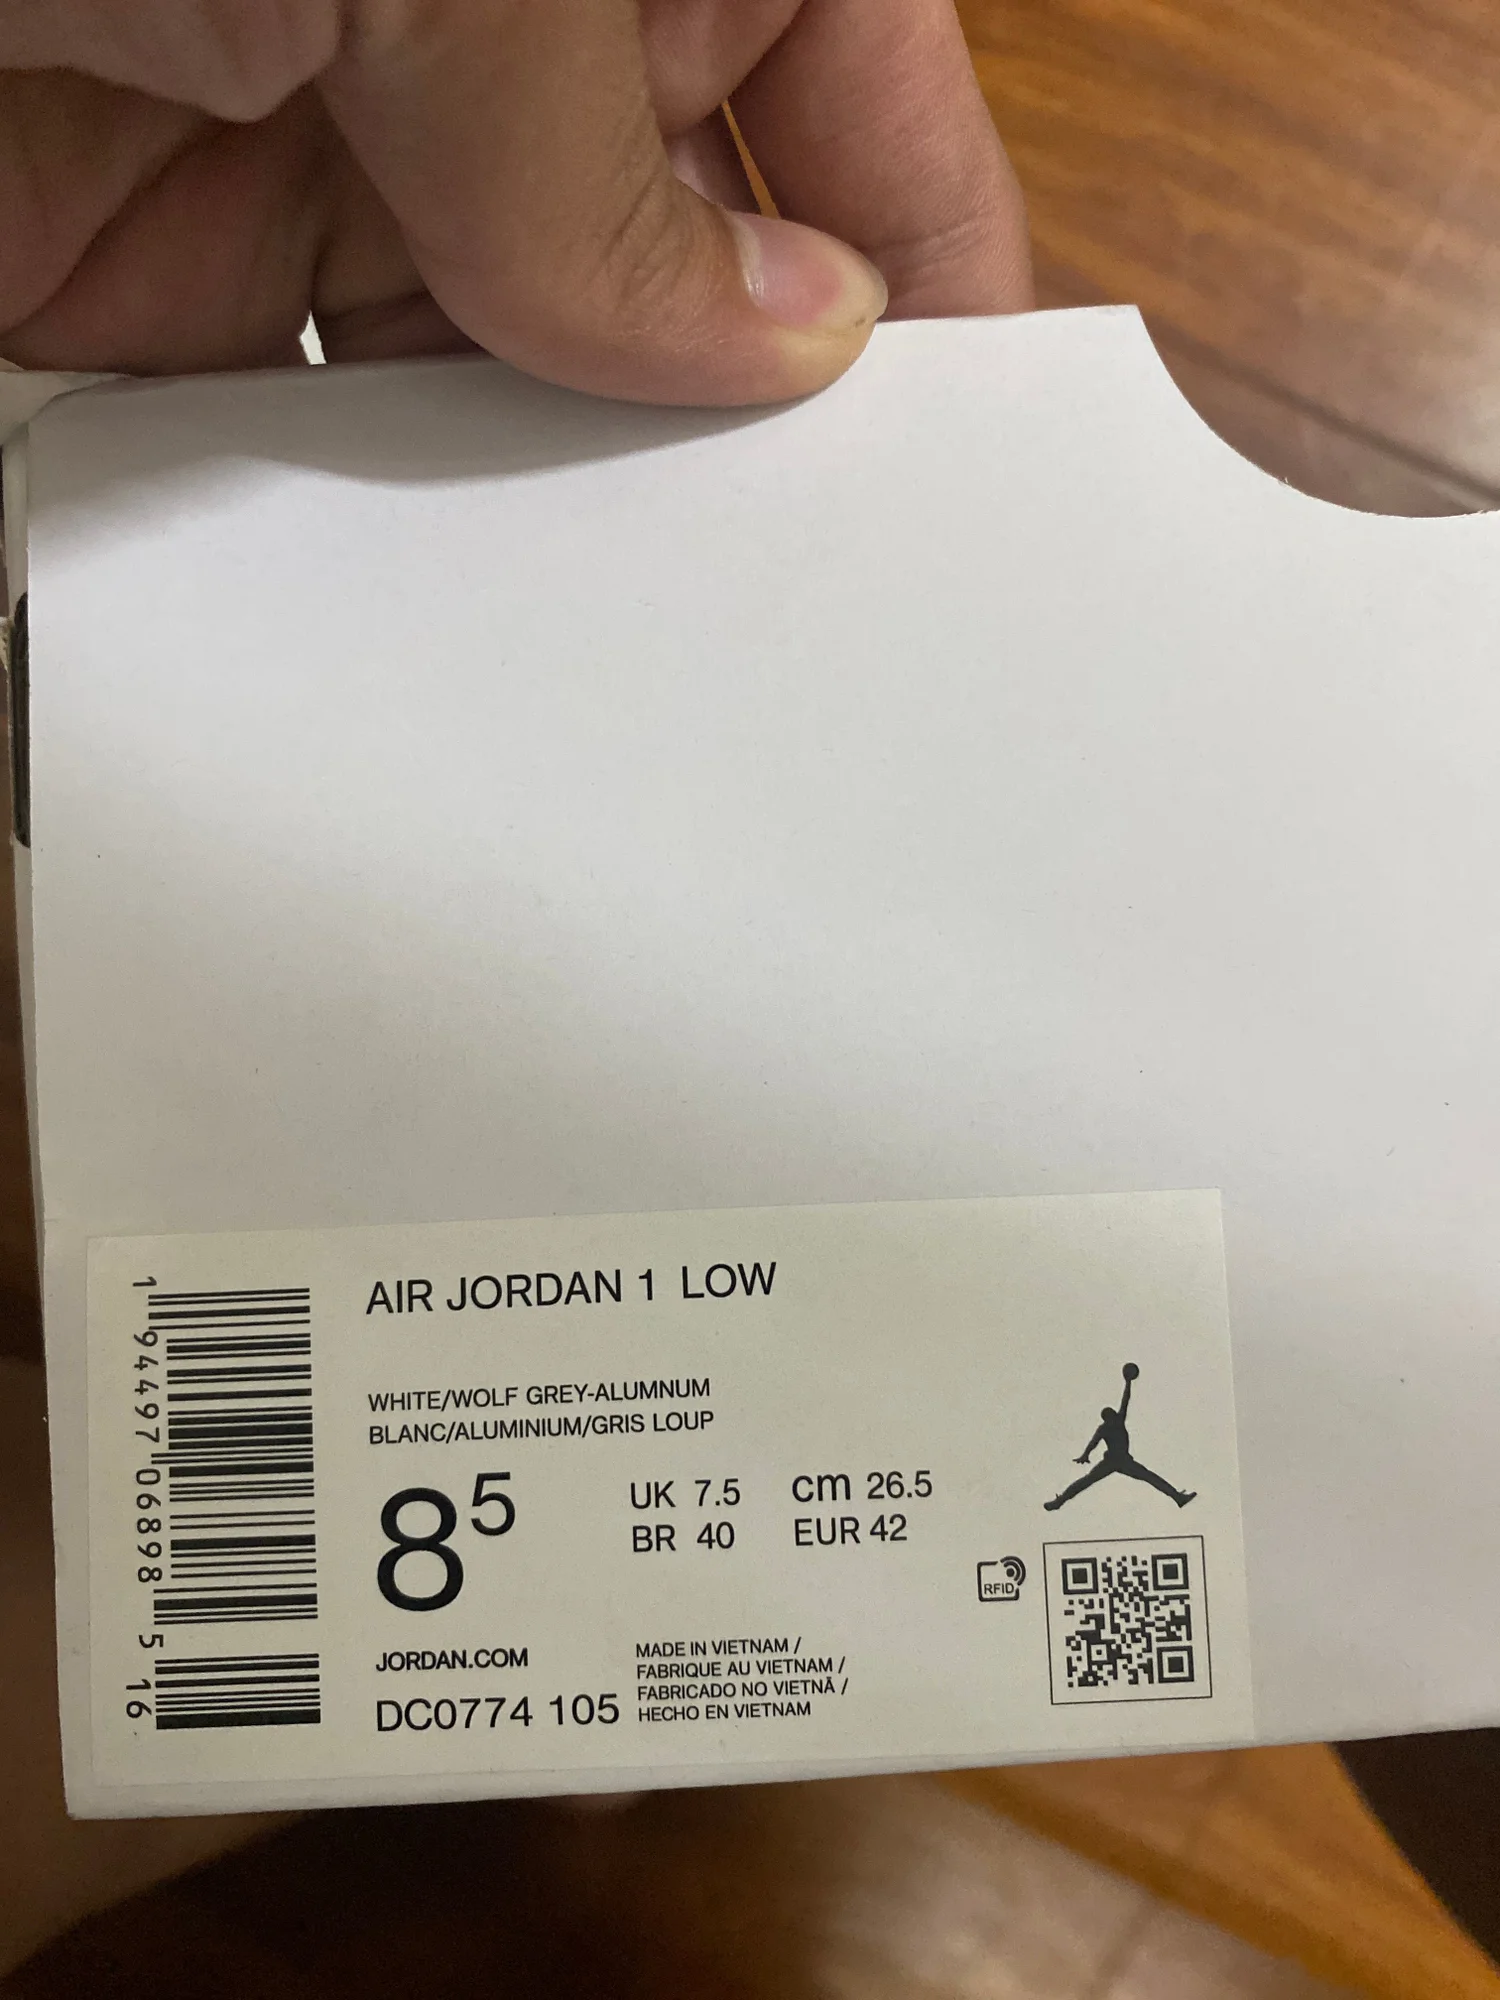 AIR JORDAN 1 LOW
WHITE/WOLF GREY-ALUMNUM
BLANC/ALUMINIUM/GRIS LOUP
8 5
UK 7.5 cm 26.5
BR 40 EUR 42
RFID
JORDAN.COM
DC0774 105
MADE IN VIETNAM /
FABRIQUE AU VIETNAM /
FABRICADO NO VIETNÃ /
HECHO EN VIETNAM
1 94497 06898 5 16